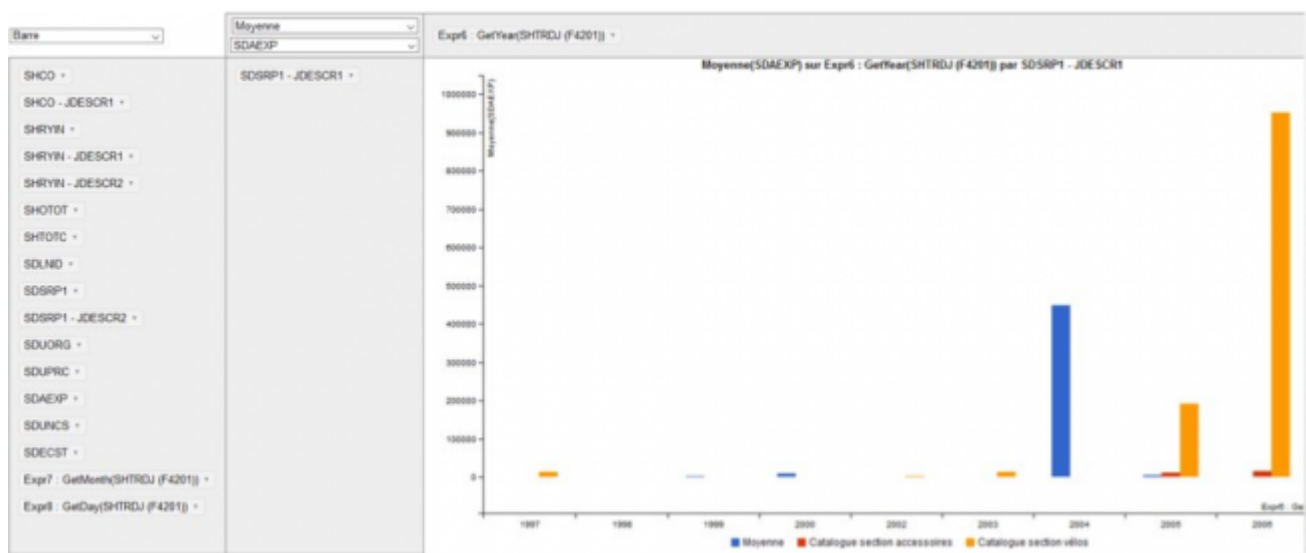 Barre
Moyenne
SDAEXP
Expr6 : GetYear(SHTRDJ (F4201))
SHCO
SHCO - JDESCR1
SHRYIN
SHRYIN - JDESCR1
SHRYIN - JDESCR2
SHOTOT
SHTOTC
SDLNID
SDSRP1
SDSRP1 - JDESCR2
SDUORG
SDUPRC
SDAEXP
SDUNCS
SDECST
Expr7 : GetMonth(SHTRDJ (F4201))
Expr8 : GetDay(SHTRDJ (F4201))
SDSRP1 - JDESCR1
Moyenne(SDAEXP) sur Expr6 : GetYear(SHTRDJ (F4201)) par SDSRP1 - JDESCR1
Moyenne(SDAEXP)
1000000
900000
800000
700000
600000
500000
400000
300000
200000
100000
0
1997
1998
1999
2000
2002
2003
2004
2005
2006
Expr6 : Ge
Moyenne
Catalogue section accessoires
Catalogue section vélos